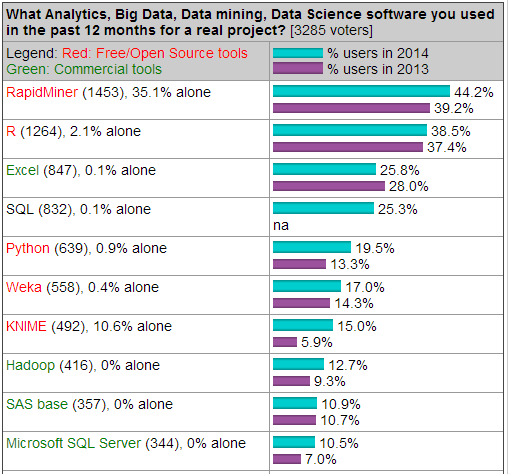 What Analytics, Big Data, Data mining, Data Science software you used
in the past 12 months for a real project? [3285 voters]
Legend: Red: Free/Open Source tools
Green: Commercial tools
% users in 2014
% users in 2013
RapidMiner (1453), 35.1% alone
44.2%
39.2%
R (1264), 2.1% alone
38.5%
37.4%
Excel (847), 0.1% alone
25.8%
28.0%
SQL (832), 0.1% alone
25.3%
na
Python (639), 0.9% alone
19.5%
13.3%
Weka (558), 0.4% alone
17.0%
14.3%
KNIME (492), 10.6% alone
15.0%
5.9%
Hadoop (416), 0% alone
12.7%
9.3%
SAS base (357), 0% alone
10.9%
10.7%
Microsoft SQL Server (344), 0% alone
10.5%
7.0%